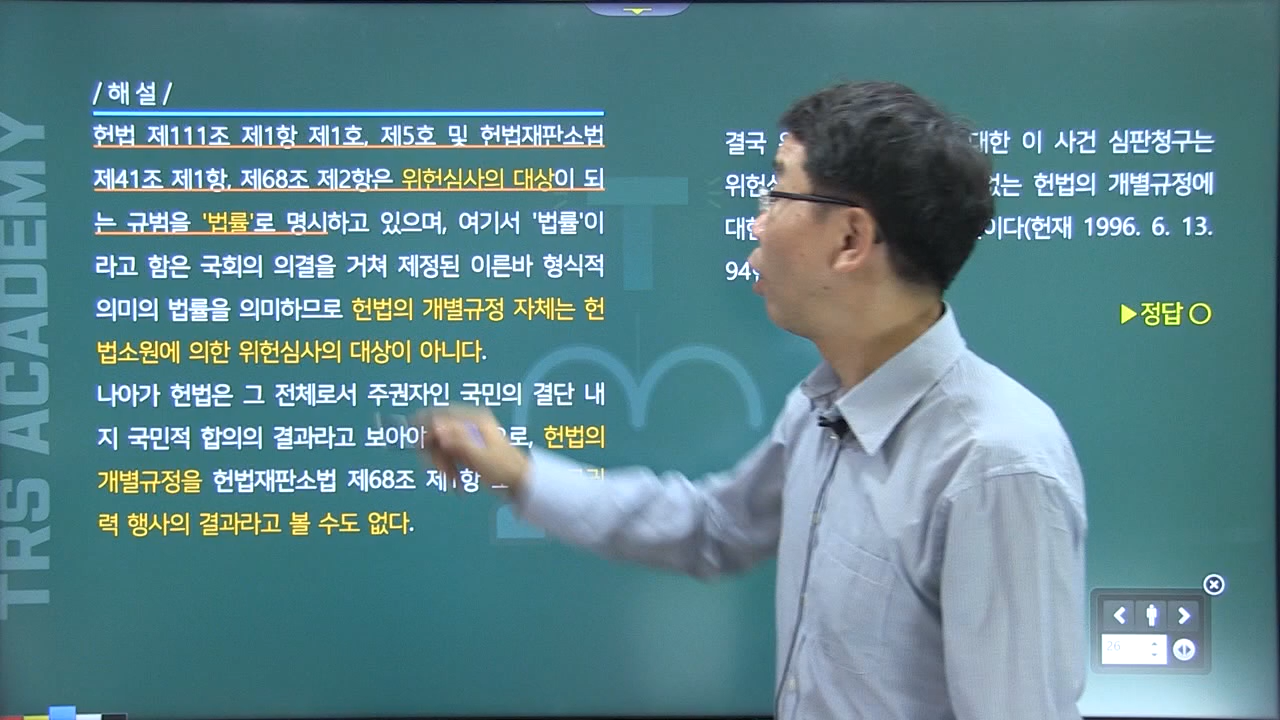 / 해 설 /
헌법 제111조 제1항 제1호, 제5호 및 헌법재판소법
제41조 제1항, 제68조 제2항은 위헌심사의 대상이 되
는 규범을 '법률'로 명시하고 있으며, 여기서 '법률'이
라고 함은 국회의 의결을 거쳐 제정된 이른바 형식적
의미의 법률을 의미하므로 헌법의 개별규정 자체는 헌
법소원에 의한 위헌심사의 대상이 아니다.
나아가 헌법은 그 전체로서 주권자인 국민의 결단 내
지 국민적 합의의 결과라고 보아야 으로, 헌법의
개별규정을 헌법재판소법 제68조 제1항
력 행사의 결과라고 볼 수도 없다.
결국 대한 이 사건 심판청구는
없는 헌법의 개별규정에
(헌재 1996. 6. 13.
▶정답 ○
TRS ACADEMY
26